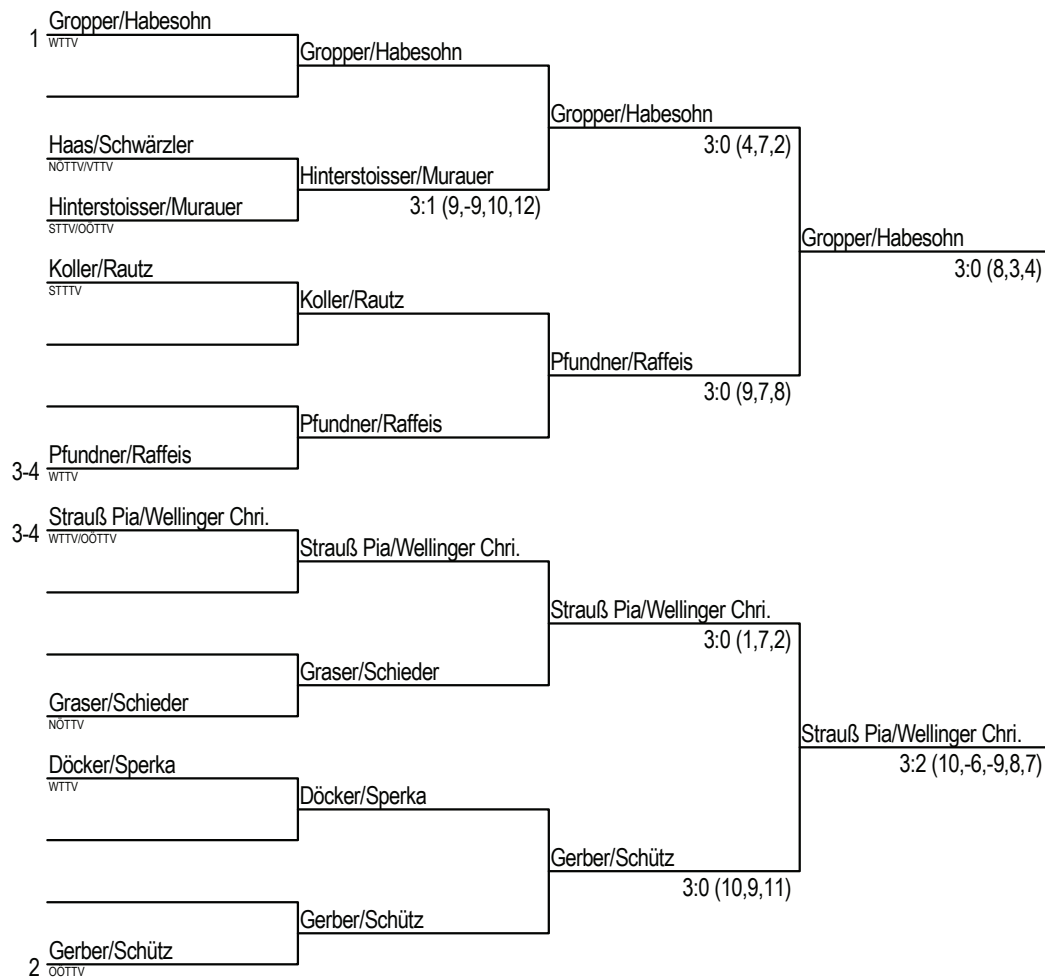 Gropper/Habesohn
1 WTTV
Gropper/Habesohn
Gropper/Habesohn
3:0 (4,7,2)
Haas/Schwärzler
NÖTTV/VTTV
Hinterstoisser/Murauer
3:1 (9,-9,10,12)
Hinterstoisser/Murauer
STTV/OÖTTV
Gropper/Habesohn
3:0 (8,3,4)
Koller/Rautz
STTTV
Koller/Rautz
Pfundner/Raffeis
3:0 (9,7,8)
Pfundner/Raffeis
Pfundner/Raffeis
3-4 WTTV
Strauß Pia/Wellinger Chri.
3-4 WTTV/OÖTTV
Strauß Pia/Wellinger Chri.
Strauß Pia/Wellinger Chri.
3:0 (1,7,2)
Graser/Schieder
Graser/Schieder
NÖTTV
Strauß Pia/Wellinger Chri.
3:2 (10,-6,-9,8,7)
Döcker/Sperka
WTTV
Döcker/Sperka
Gerber/Schütz
3:0 (10,9,11)
Gerber/Schütz
Gerber/Schütz
2 OÖTTV